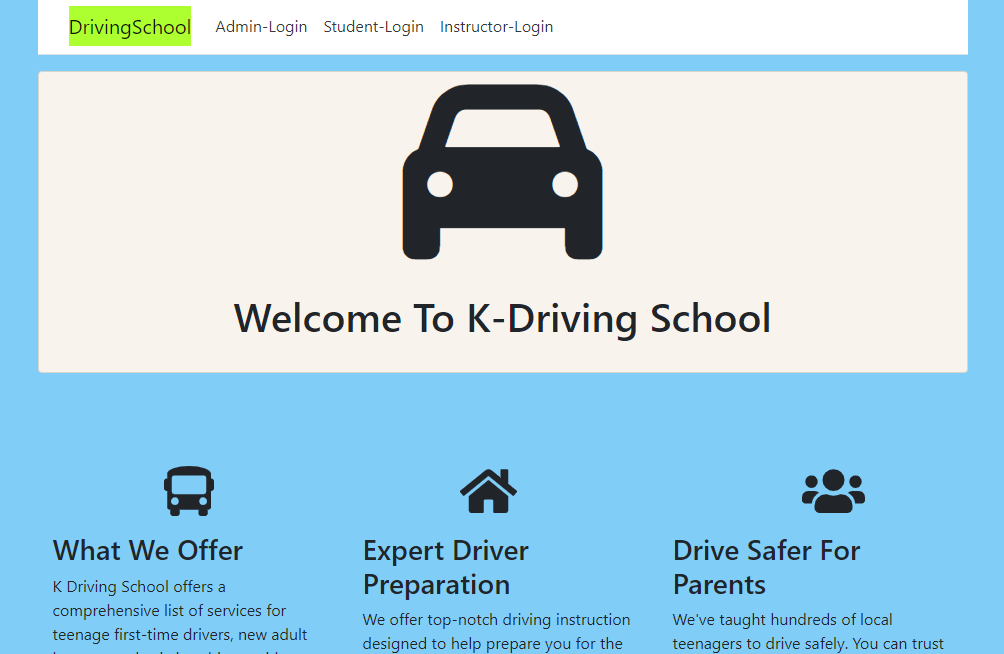 DrivingSchool Admin-Login Student-Login Instructor-Login
Welcome To K-Driving School
What We Offer
K Driving School offers a
comprehensive list of services for
teenage first-time drivers, new adult
Expert Driver
Preparation
We offer top-notch driving instruction
designed to help prepare you for the
Drive Safer For
Parents
We've taught hundreds of local
teenagers to drive safely. You can trust